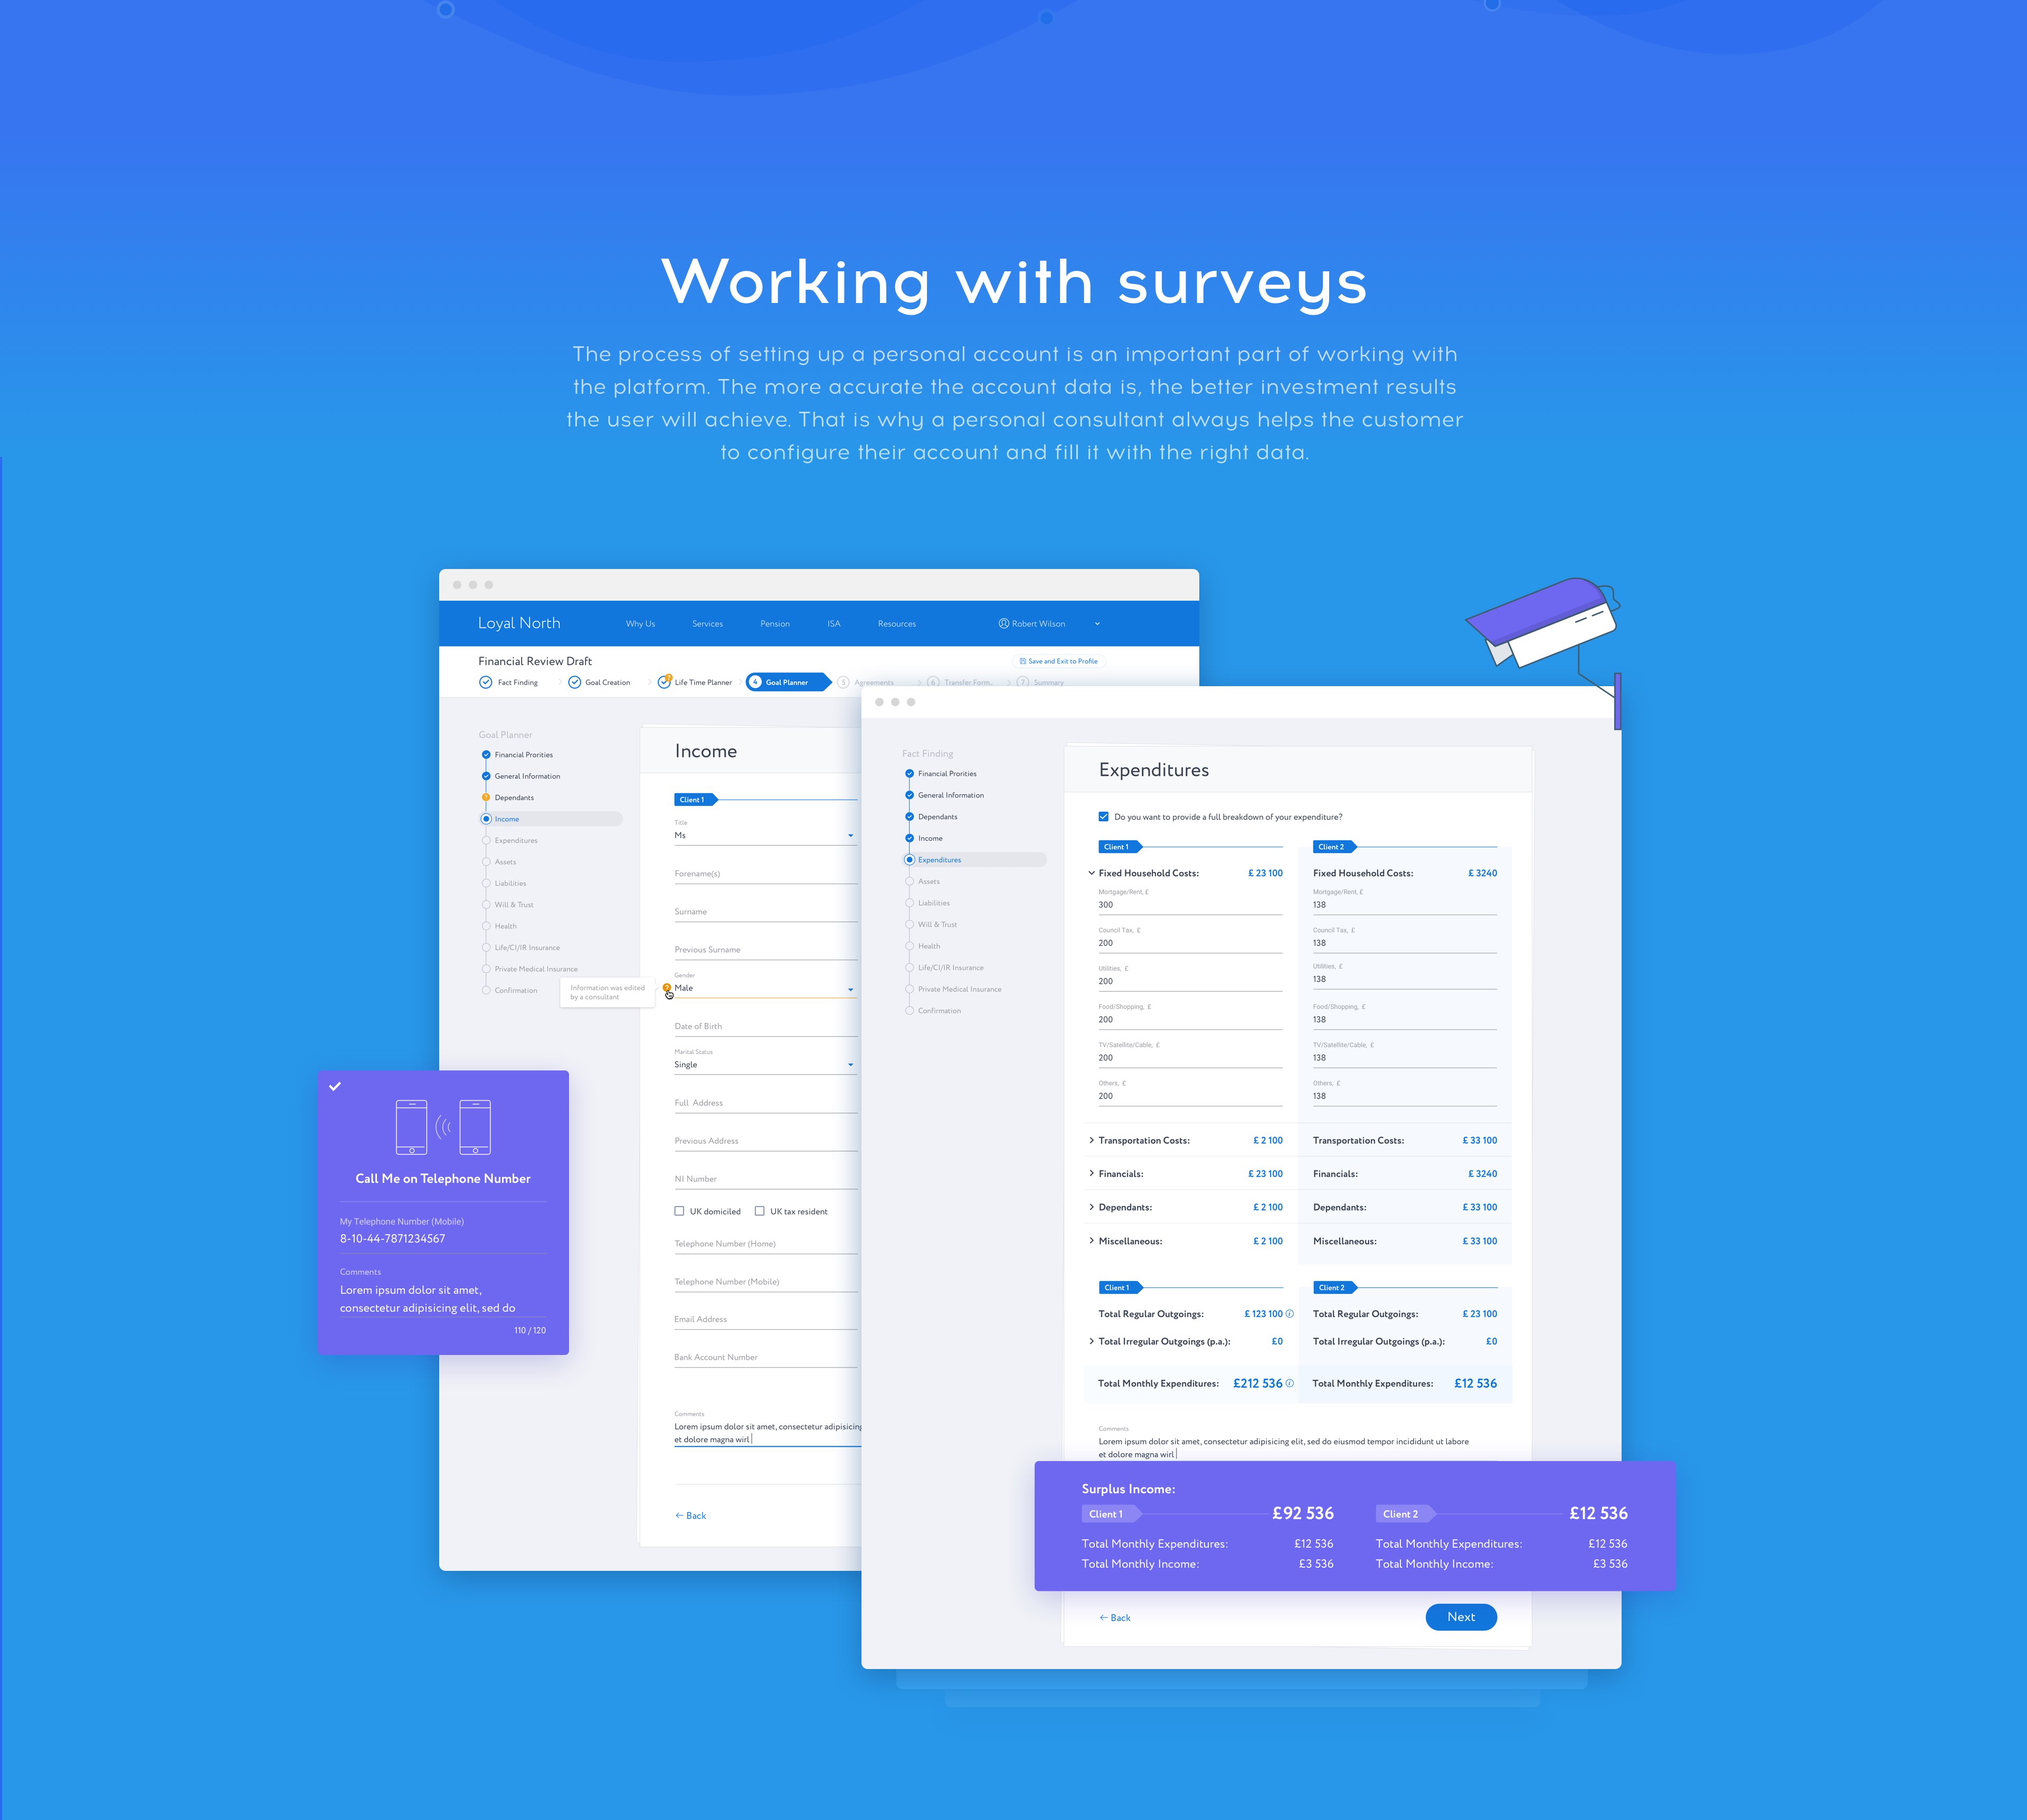 Working with surveys
The process of setting up a personal account is an important part of working with
the platform. The more accurate the account data is, the better investment results
the user will achieve. That is why a personal consultant always helps the customer
to configure their account and fill it with the right data.
Loyal North
Why Us
Services
Pension
ISA
Resources
Robert Wilson
Financial Review Draft
Save and Exit to Profile
Fact Finding
Goal Creation
?
Life Time Planner
4 Goal Planner
5 Agreements
6 Transfer Form..
7 Summary
Goal Planner
Financial Prorities
General Information
? Dependants
Income
Expenditures
Assets
Liabilities
Will & Trust
Health
Life/CI/IR Insurance
Private Medical Insurance
Confirmation
Information was edited
by a consultant
Income
Client 1
Title
Ms
Forename(s)
Surname
Previous Surname
Gender
? Male
Date of Birth
Marital Status
Single
Full Address
Previous Address
NI Number
UK domiciled
UK tax resident
Telephone Number (Home)
Telephone Number (Mobile)
Email Address
Bank Account Number
Comments
Lorem ipsum dolor sit amet, consectetur adipisicing
et dolore magna wirl
← Back
Call Me on Telephone Number
My Telephone Number (Mobile)
8-10-44-7871234567
Comments
Lorem ipsum dolor sit amet,
consectetur adipisicing elit, sed do
110 / 120
Fact Finding
Financial Prorities
General Information
Dependants
Income
Expenditures
Assets
Liabilities
Will & Trust
Health
Life/CI/IR Insurance
Private Medical Insurance
Confirmation
Expenditures
Do you want to provide a full breakdown of your expenditure?
Client 1
Fixed Household Costs: £ 23 100
Mortgage/Rent, £
300
Council Tax, £
200
Utilities, £
200
Food/Shopping, £
200
TV/Satellite/Cable, £
200
Others, £
200
Client 2
Fixed Household Costs: £ 3240
Mortgage/Rent, £
138
Council Tax, £
138
Utilities, £
138
Food/Shopping, £
138
TV/Satellite/Cable, £
138
Others, £
138
Transportation Costs: £ 2 100
Transportation Costs: £ 33 100
Financials: £ 23 100
Financials: £ 3240
Dependants: £ 2 100
Dependants: £ 33 100
Miscellaneous: £ 2 100
Miscellaneous: £ 33 100
Client 1
Client 2
Total Regular Outgoings: £ 123 100 i
Total Regular Outgoings: £ 23 100
Total Irregular Outgoings (p.a.): £0
Total Irregular Outgoings (p.a.): £0
Total Monthly Expenditures: £212 536 i
Total Monthly Expenditures: £12 536
Comments
Lorem ipsum dolor sit amet, consectetur adipisicing elit, sed do eiusmod tempor incididunt ut labore
et dolore magna wirl
Surplus Income:
Client 1 £92 536
Total Monthly Expenditures: £12 536
Total Monthly Income: £3 536
Client 2 £12 536
Total Monthly Expenditures: £12 536
Total Monthly Income: £3 536
← Back
Next